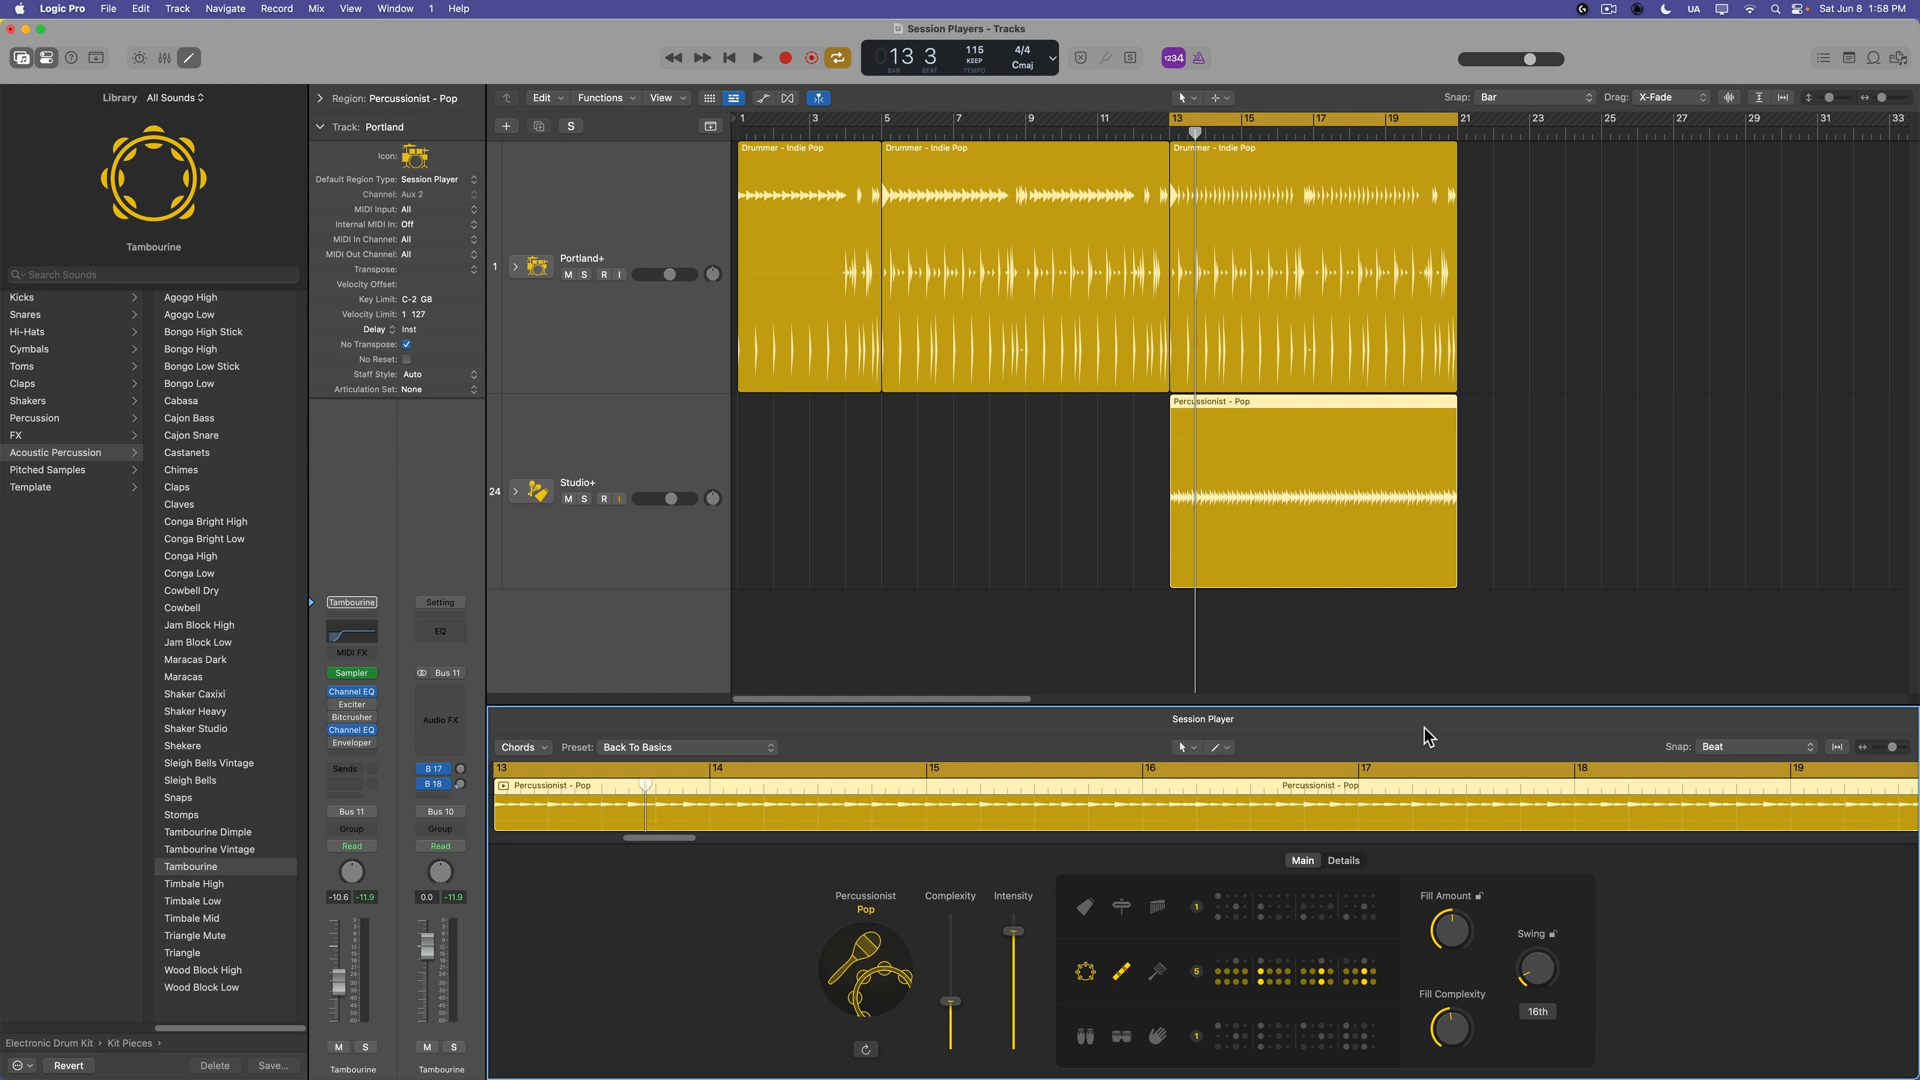 Logic Pro File Edit Track Navigate Record Mix View Window 1 Help
UA Sat Jun 8 1:58 PM
Session Players - Tracks
013 3 115 4/4
KEEP Cmaj
BAR BEAT TEMPO
1234
Library All Sounds
Region: Percussionist - Pop
Edit Functions View
Snap: Bar Drag: X-Fade
Track: Portland
S
1 3 5 7 9 11 13 15 17 19 21 23 25 27 29 31 33
Tambourine
Search Sounds
Kicks
Snares
Hi-Hats
Cymbals
Toms
Claps
Shakers
Percussion
FX
Acoustic Percussion
Pitched Samples
Template
Agogo High
Agogo Low
Bongo High Stick
Bongo High
Bongo Low Stick
Bongo Low
Cabasa
Cajon Bass
Cajon Snare
Castanets
Chimes
Claps
Claves
Conga Bright High
Conga Bright Low
Conga High
Conga Low
Cowbell Dry
Cowbell
Jam Block High
Jam Block Low
Maracas Dark
Maracas
Shaker Caxixi
Shaker Heavy
Shaker Studio
Shekere
Sleigh Bells Vintage
Sleigh Bells
Snaps
Stomps
Tambourine Dimple
Tambourine Vintage
Tambourine
Timbale High
Timbale Low
Timbale Mid
Triangle Mute
Triangle
Wood Block High
Wood Block Low
Electronic Drum Kit › Kit Pieces ›
Revert Delete Save...
Icon:
Default Region Type: Session Player
Channel: Aux 2
MIDI Input: All
Internal MIDI In: Off
MIDI In Channel: All
MIDI Out Channel: All
Transpose:
Velocity Offset:
Key Limit: C-2 G8
Velocity Limit: 1 127
Delay Inst
No Transpose:
No Reset:
Staff Style: Auto
Articulation Set: None
Tambourine Setting
EQ
MIDI FX
Sampler Bus 11
Channel EQ
Exciter
Bitcrusher
Channel EQ
Enveloper
Audio FX
Sends B 17
B 18
Bus 11 Bus 10
Group Group
Read Read
-10.6 -11.9 0.0 -11.9
M S M S
Tambourine Tambourine
Drummer - Indie Pop Drummer - Indie Pop Drummer - Indie Pop
1 Portland+
M S R I
Percussionist - Pop
24 Studio+
M S R I
Session Player
Chords Preset: Back To Basics Snap: Beat
13 14 15 16 17 18 19
Percussionist - Pop Percussionist - Pop
Main Details
Percussionist
Pop
Complexity Intensity
1
5
1
Fill Amount
Swing
Fill Complexity
16th